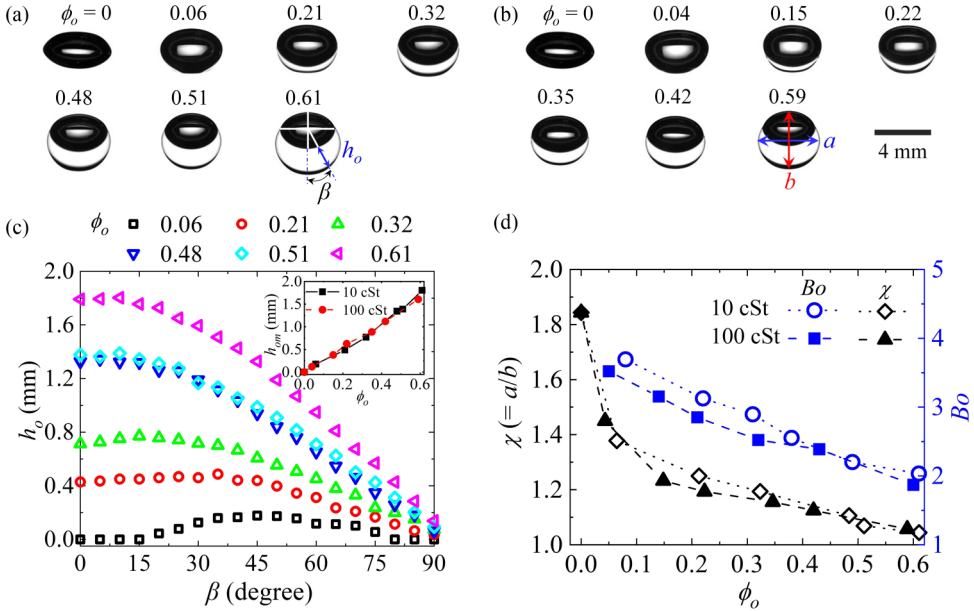 (a)
ϕo = 0 0.06 0.21 0.32
0.48 0.51 0.61
ho
β
(b)
ϕo = 0 0.04 0.15 0.22
0.35 0.42 0.59
a
b
4 mm
(c)
ϕo 0.06 0.21 0.32
0.48 0.51 0.61
2.0
1.6
1.2
0.8
0.4
0.0
ho (mm)
0 15 30 45 60 75 90
β (degree)
10 cSt
100 cSt
2.0
1.5
1.0
0.5
0.0
hom (mm)
0.0 0.2 0.4 0.6
ϕo
(d)
Bo χ
10 cSt
100 cSt
2.0
1.8
1.6
1.4
1.2
1.0
χ (= a/b)
0.0 0.1 0.2 0.3 0.4 0.5 0.6
ϕo
5
4
3
2
1
Bo